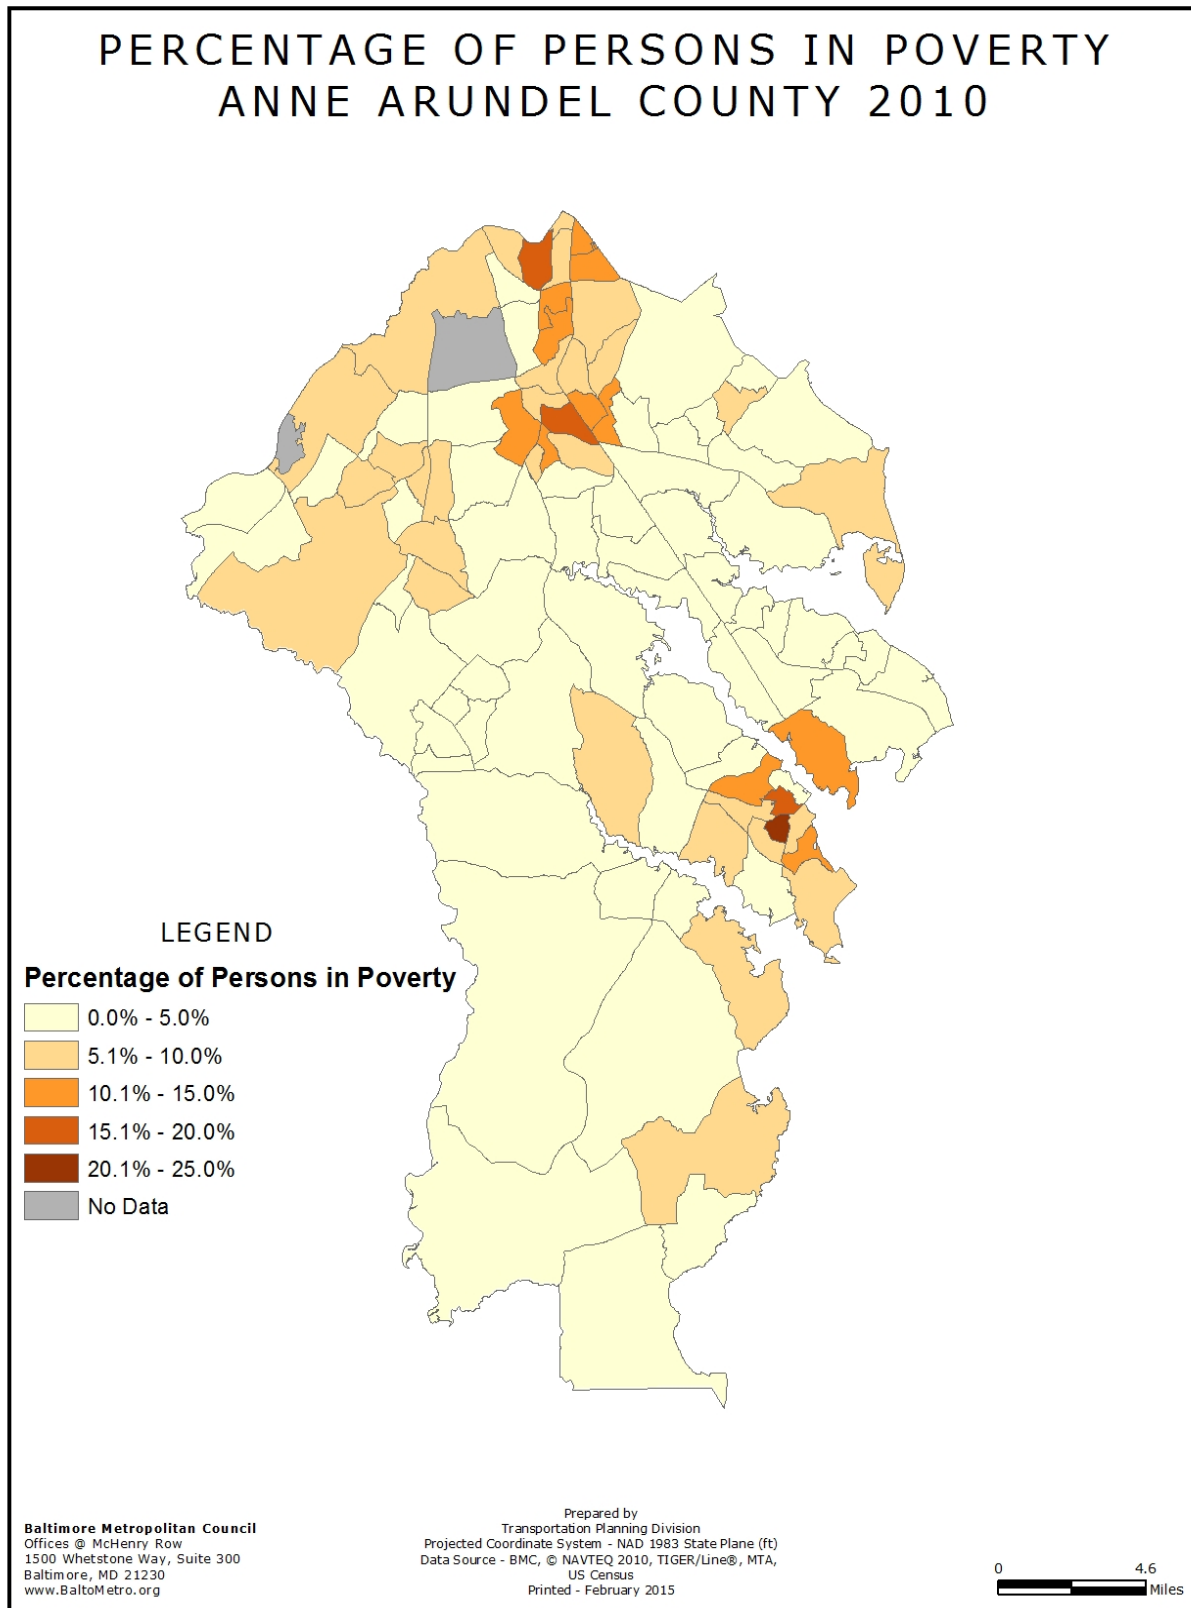 PERCENTAGE OF PERSONS IN POVERTY
ANNE ARUNDEL COUNTY 2010
LEGEND
Percentage of Persons in Poverty
0.0% - 5.0%
5.1% - 10.0%
10.1% - 15.0%
15.1% - 20.0%
20.1% - 25.0%
No Data
Baltimore Metropolitan Council
Offices @ McHenry Row
1500 Whetstone Way, Suite 300
Baltimore, MD 21230
www.BaltoMetro.org
Prepared by
Transportation Planning Division
Projected Coordinate System - NAD 1983 State Plane (ft)
Data Source - BMC, © NAVTEQ 2010, TIGER/Line®, MTA,
US Census
Printed - February 2015
0 4.6
Miles